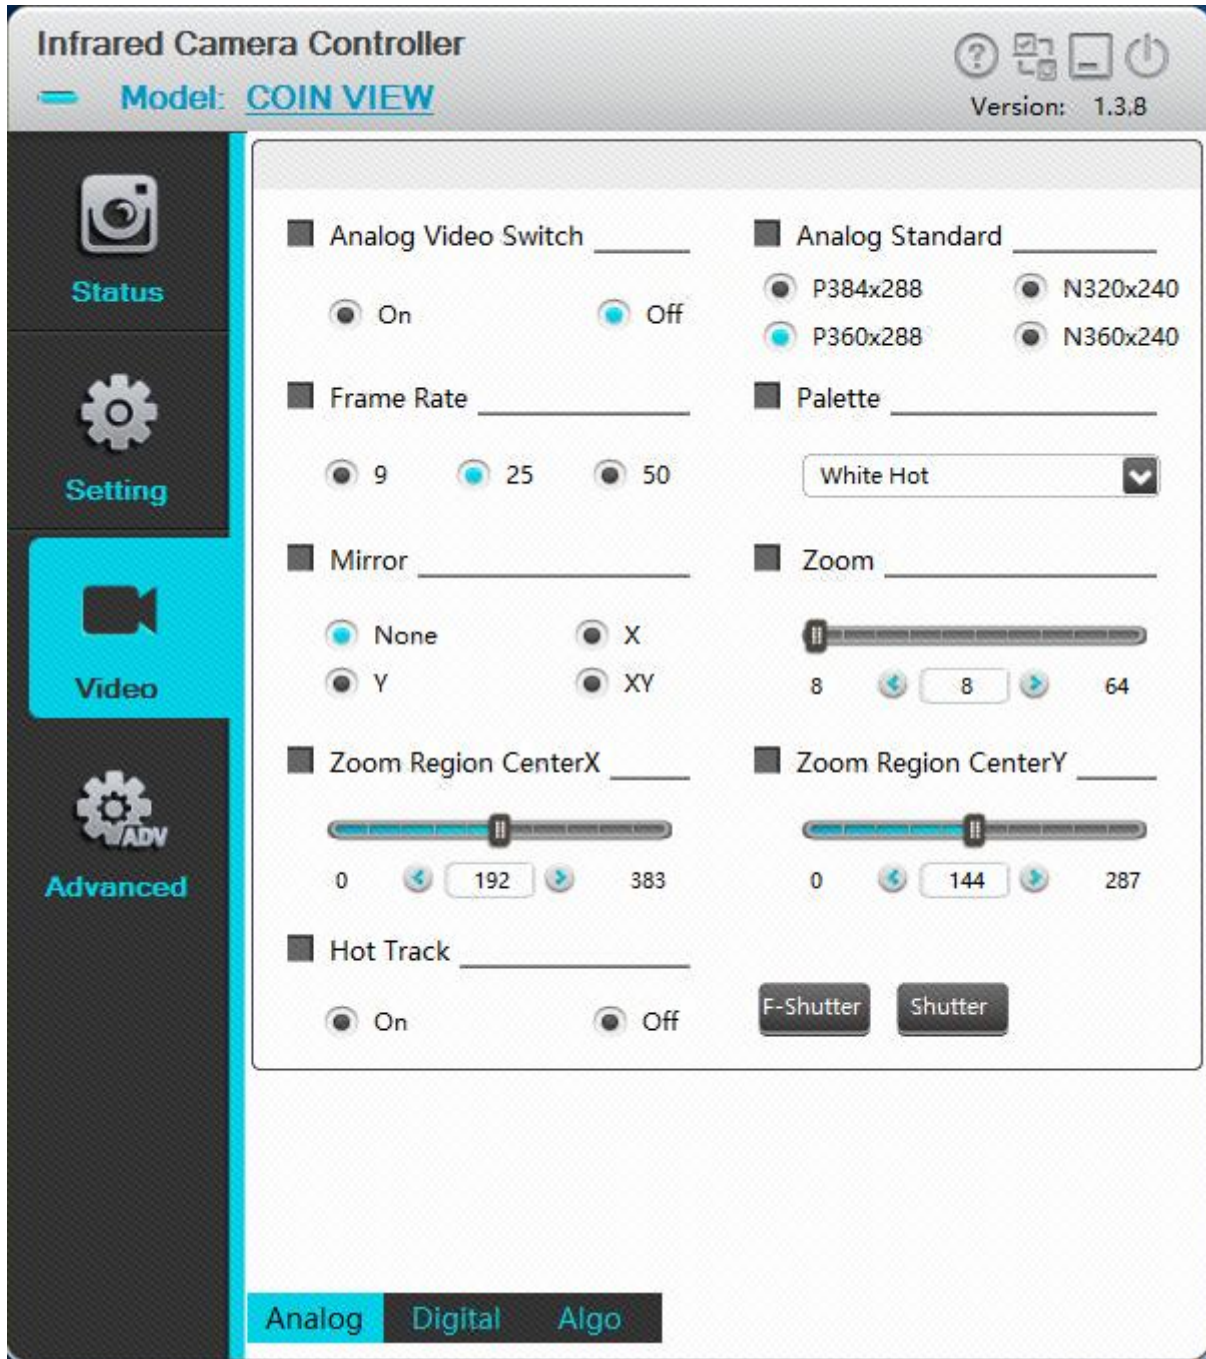 Infrared Camera Controller
Model: COIN VIEW
Version: 1.3.8
Status
Setting
Video
ADV
Advanced
Analog Video Switch
On Off
Analog Standard
P384x288 N320x240
P360x288 N360x240
Frame Rate
9 25 50
Palette
White Hot
Mirror
None X
Y XY
Zoom
8 8 64
Zoom Region CenterX
0 192 383
Zoom Region CenterY
0 144 287
Hot Track
On Off
F-Shutter Shutter
Analog Digital Algo